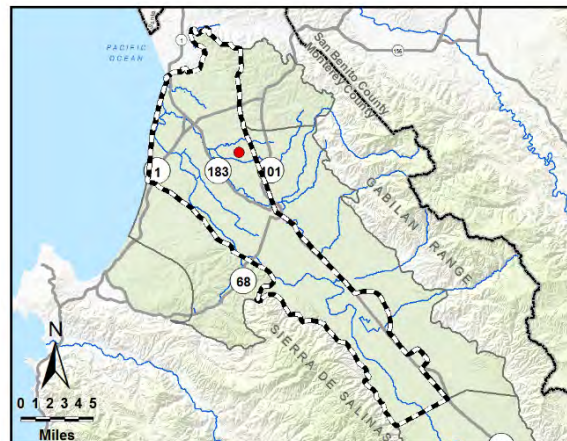 1
156
PACIFIC
OCEAN
San Benito County
Monterey County
1
183
101
GABILAN RANGE
68
SIERRA DE SALINAS
N
0 1 2 3 4 5
Miles